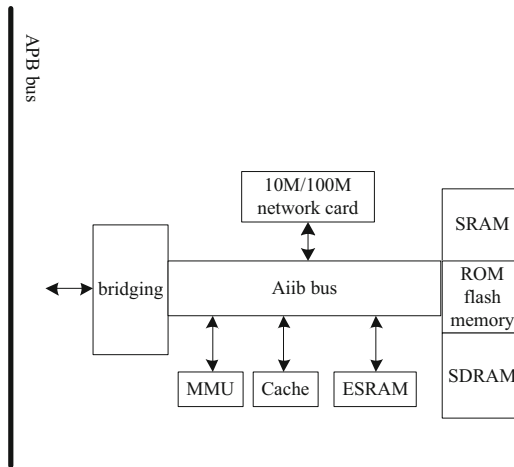 APB bus
10M/100M
network card
SRAM
bridging
Aiib bus
ROM
flash
memory
MMU
Cache
ESRAM
SDRAM